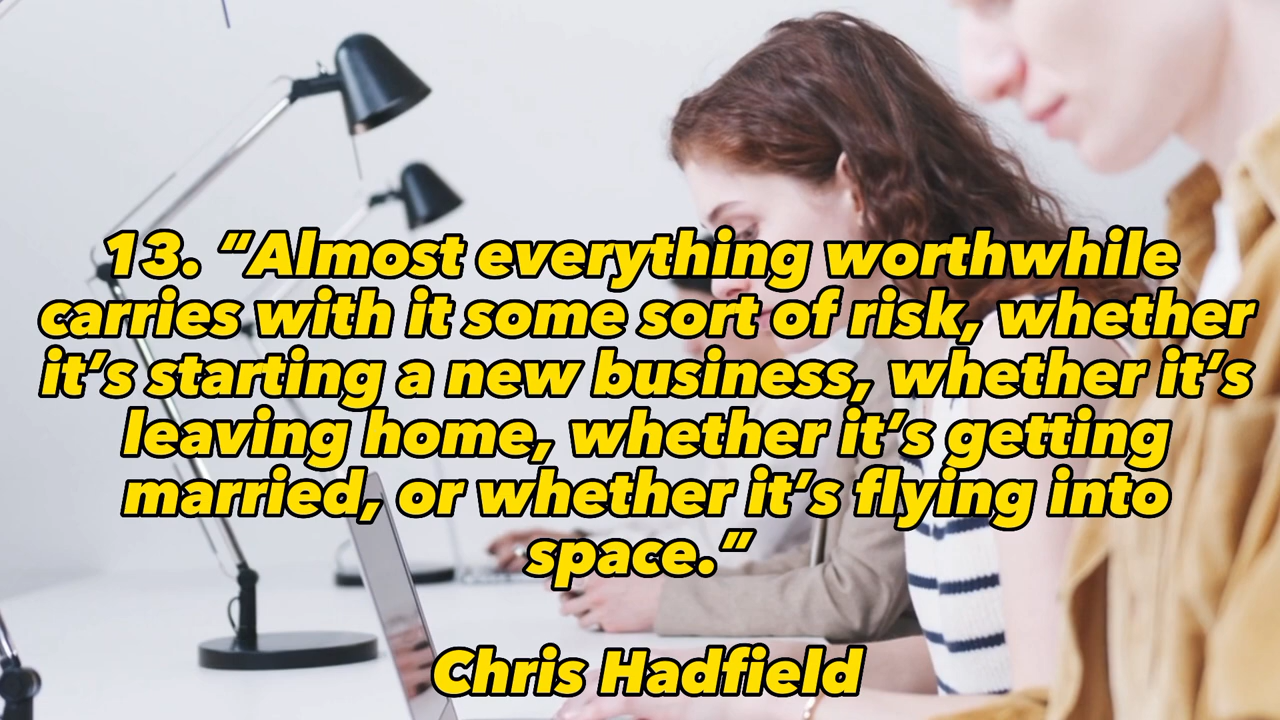 13. “Almost everything worthwhile
carries with it some sort of risk, whether
it’s starting a new business, whether it’s
leaving home, whether it’s getting
married, or whether it’s flying into
space.”
Chris Hadfield